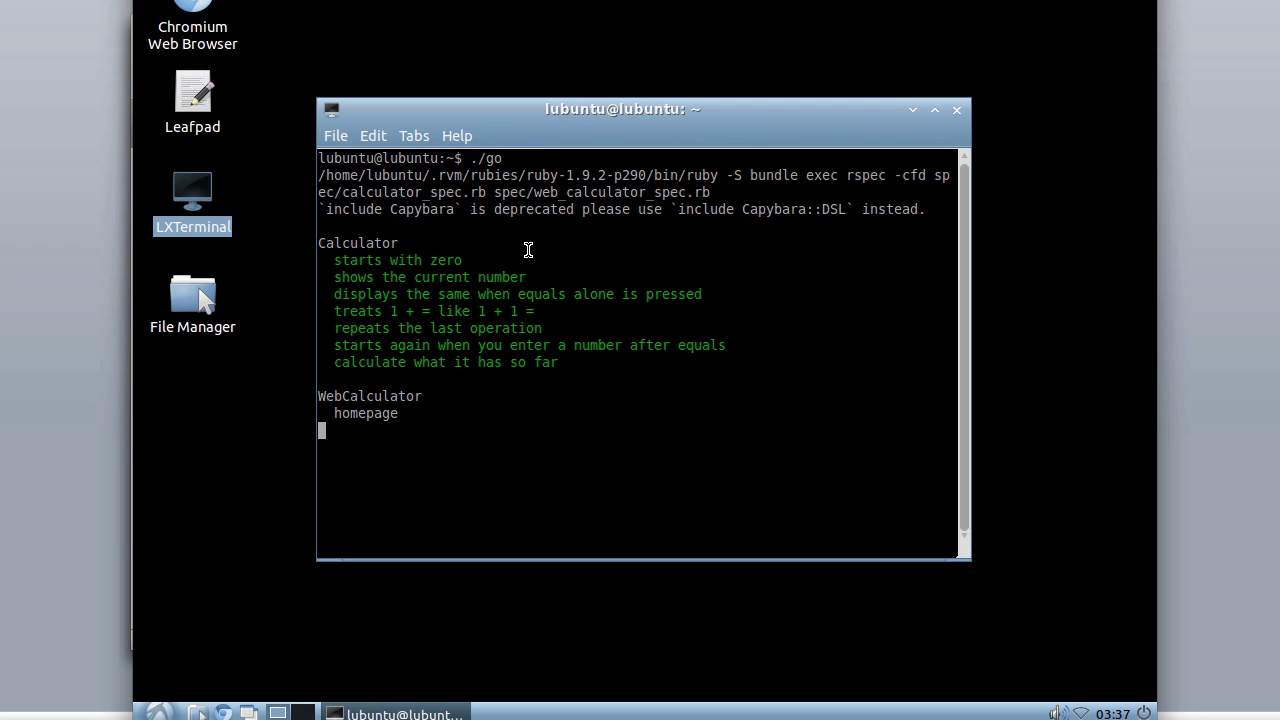 Chromium
Web Browser
Leafpad
LXTerminal
File Manager
lubuntu@lubuntu: ~
File Edit Tabs Help
lubuntu@lubuntu:~$ ./go
/home/lubuntu/.rvm/rubies/ruby-1.9.2-p290/bin/ruby -S bundle exec rspec -cfd sp
ec/calculator_spec.rb spec/web_calculator_spec.rb
`include Capybara` is deprecated please use `include Capybara::DSL` instead.
Calculator
starts with zero
shows the current number
displays the same when equals alone is pressed
treats 1 + = like 1 + 1 =
repeats the last operation
starts again when you enter a number after equals
calculate what it has so far
WebCalculator
homepage
lubuntu@lubunt...
03:37